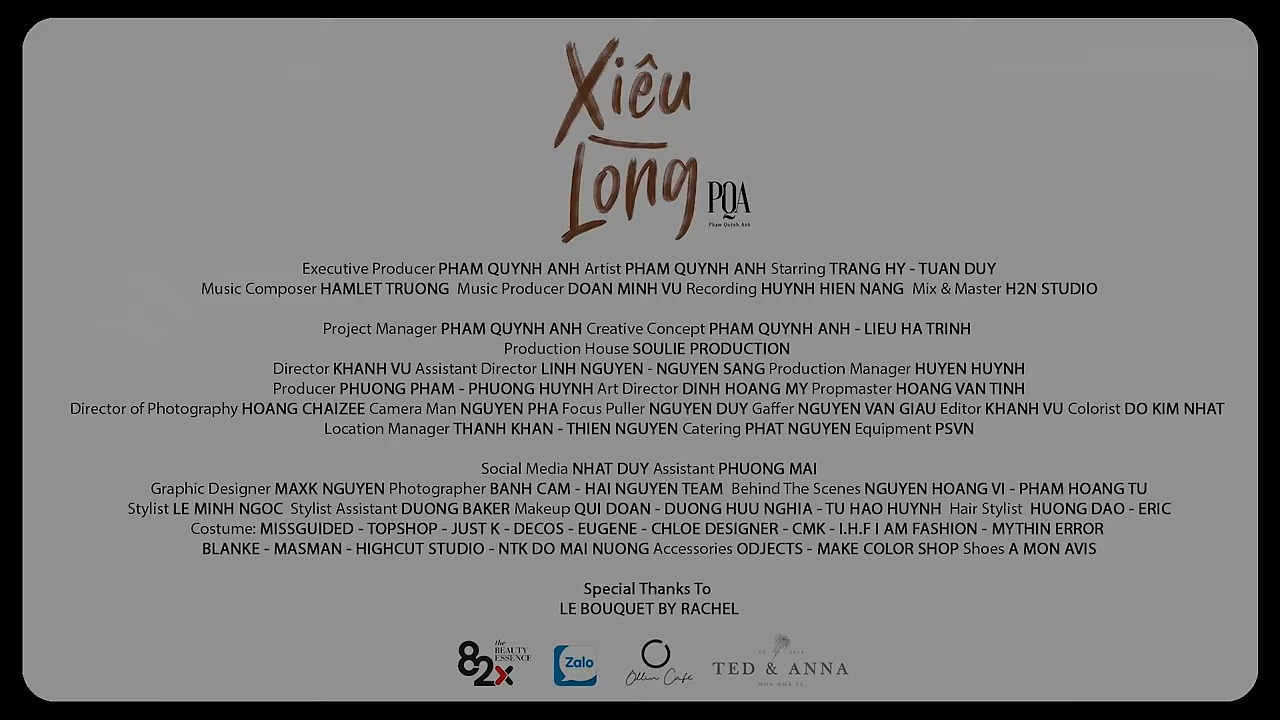 Xiêu
Lòng
PQA
Phạm Quỳnh Anh
Executive Producer PHAM QUYNH ANH Artist PHAM QUYNH ANH Starring TRANG HY - TUAN DUY
Music Composer HAMLET TRUONG Music Producer DOAN MINH VU Recording HUYNH HIEN NANG Mix & Master H2N STUDIO
Project Manager PHAM QUYNH ANH Creative Concept PHAM QUYNH ANH - LIEU HA TRINH
Production House SOULIE PRODUCTION
Director KHANH VU Assistant Director LINH NGUYEN - NGUYEN SANG Production Manager HUYEN HUYNH
Producer PHUONG PHAM - PHUONG HUYNH Art Director DINH HOANG MY Propmaster HOANG VAN TINH
Director of Photography HOANG CHAIZEE Camera Man NGUYEN PHA Focus Puller NGUYEN DUY Gaffer NGUYEN VAN GIAU Editor KHANH VU Colorist DO KIM NHAT
Location Manager THANH KHAN - THIEN NGUYEN Catering PHAT NGUYEN Equipment PSVN
Social Media NHAT DUY Assistant PHUONG MAI
Graphic Designer MAXK NGUYEN Photographer BANH CAM - HAI NGUYEN TEAM Behind The Scenes NGUYEN HOANG VI - PHAM HOANG TU
Stylist LE MINH NGOC Stylist Assistant DUONG BAKER Makeup QUI DOAN - DUONG HUU NGHIA - TU HAO HUYNH Hair Stylist HUONG DAO - ERIC
Costume: MISSGUIDED - TOPSHOP - JUST K - DECOS - EUGENE - CHLOE DESIGNER - CMK - I.H.F I AM FASHION - MYTHIN ERROR
BLANKE - MASMAN - HIGHCUT STUDIO - NTK DO MAI NUONG Accessories ODJECTS - MAKE COLOR SHOP Shoes A MON AVIS
Special Thanks To
LE BOUQUET BY RACHEL
82x the BEAUTY ESSENCE
Zalo
Ollin Café
TED & ANNA